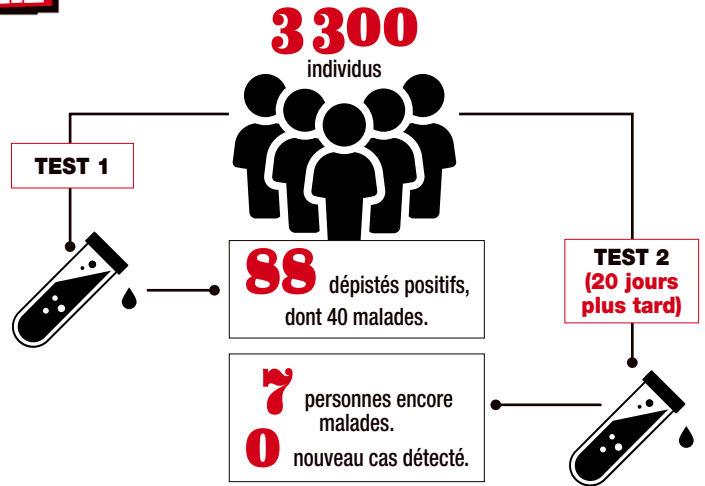 3 300
individus
TEST 1
88 dépistés positifs,
dont 40 malades.
TEST 2
(20 jours
plus tard)
7 personnes encore
malades.
0 nouveau cas détecté.